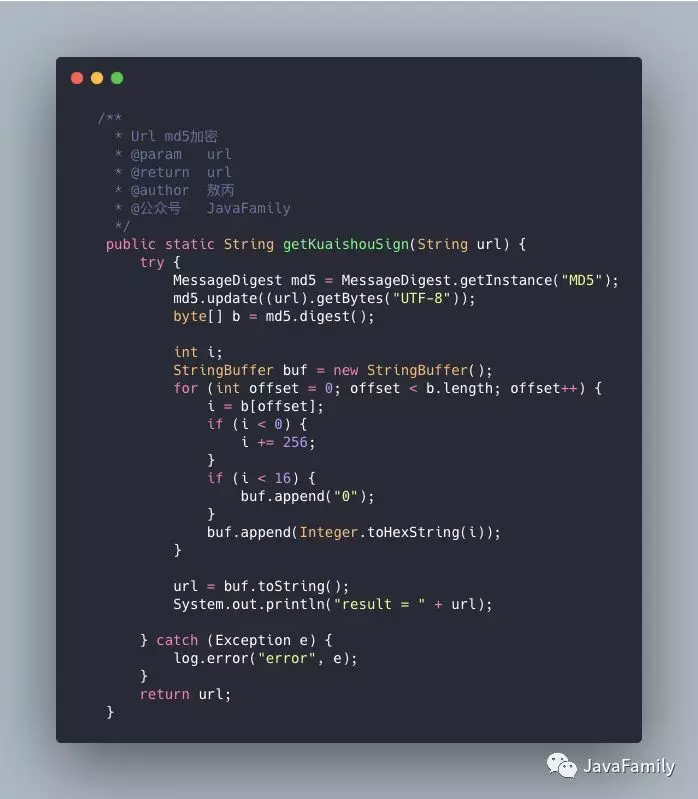 /**
 * Url md5加密
 * @param   url
 * @return  url
 * @author  敖丙
 * @公众号   JavaFamily
 */
public static String getKuaishouSign(String url) {
    try {
        MessageDigest md5 = MessageDigest.getInstance("MD5");
        md5.update((url).getBytes("UTF-8"));
        byte[] b = md5.digest();

        int i;
        StringBuffer buf = new StringBuffer();
        for (int offset = 0; offset < b.length; offset++) {
            i = b[offset];
            if (i < 0) {
                i += 256;
            }
            if (i < 16) {
                buf.append("0");
            }
            buf.append(Integer.toHexString(i));
        }

        url = buf.toString();
        System.out.println("result = " + url);

    } catch (Exception e) {
        log.error("error", e);
    }
    return url;
}
JavaFamily